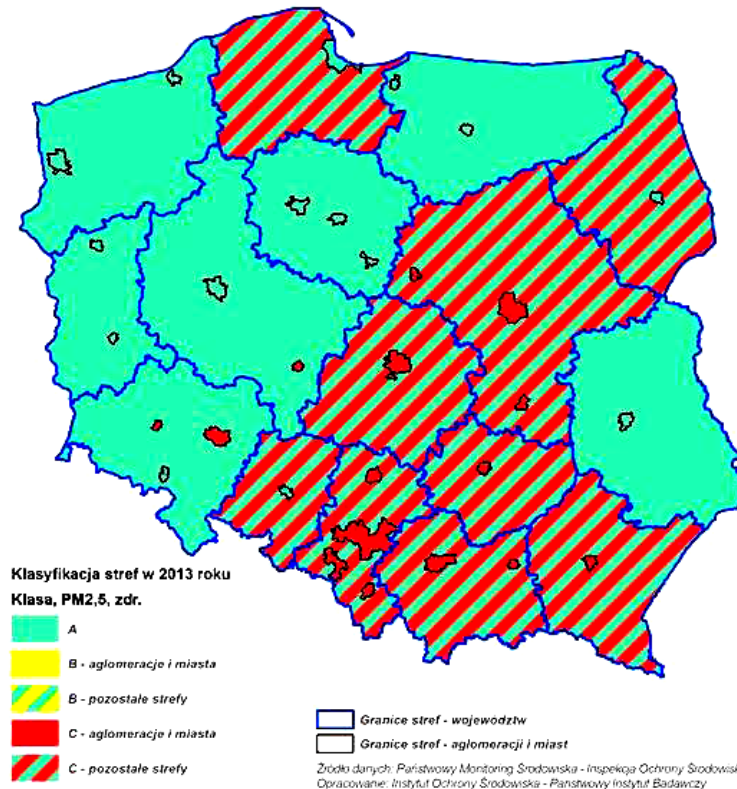 Klasyfikacja stref w 2013 roku
Klasa, PM2,5, zdr.
A
B - aglomeracje i miasta
B - pozostałe strefy
C - aglomeracje i miasta
C - pozostałe strefy
Granice stref - województw
Granice stref - aglomeracji i miast
Źródło danych: Państwowy Monitoring Środowiska - Inspekcja Ochrony Środowisk
Opracowanie: Instytut Ochrony Środowiska - Państwowy Instytut Badawczy